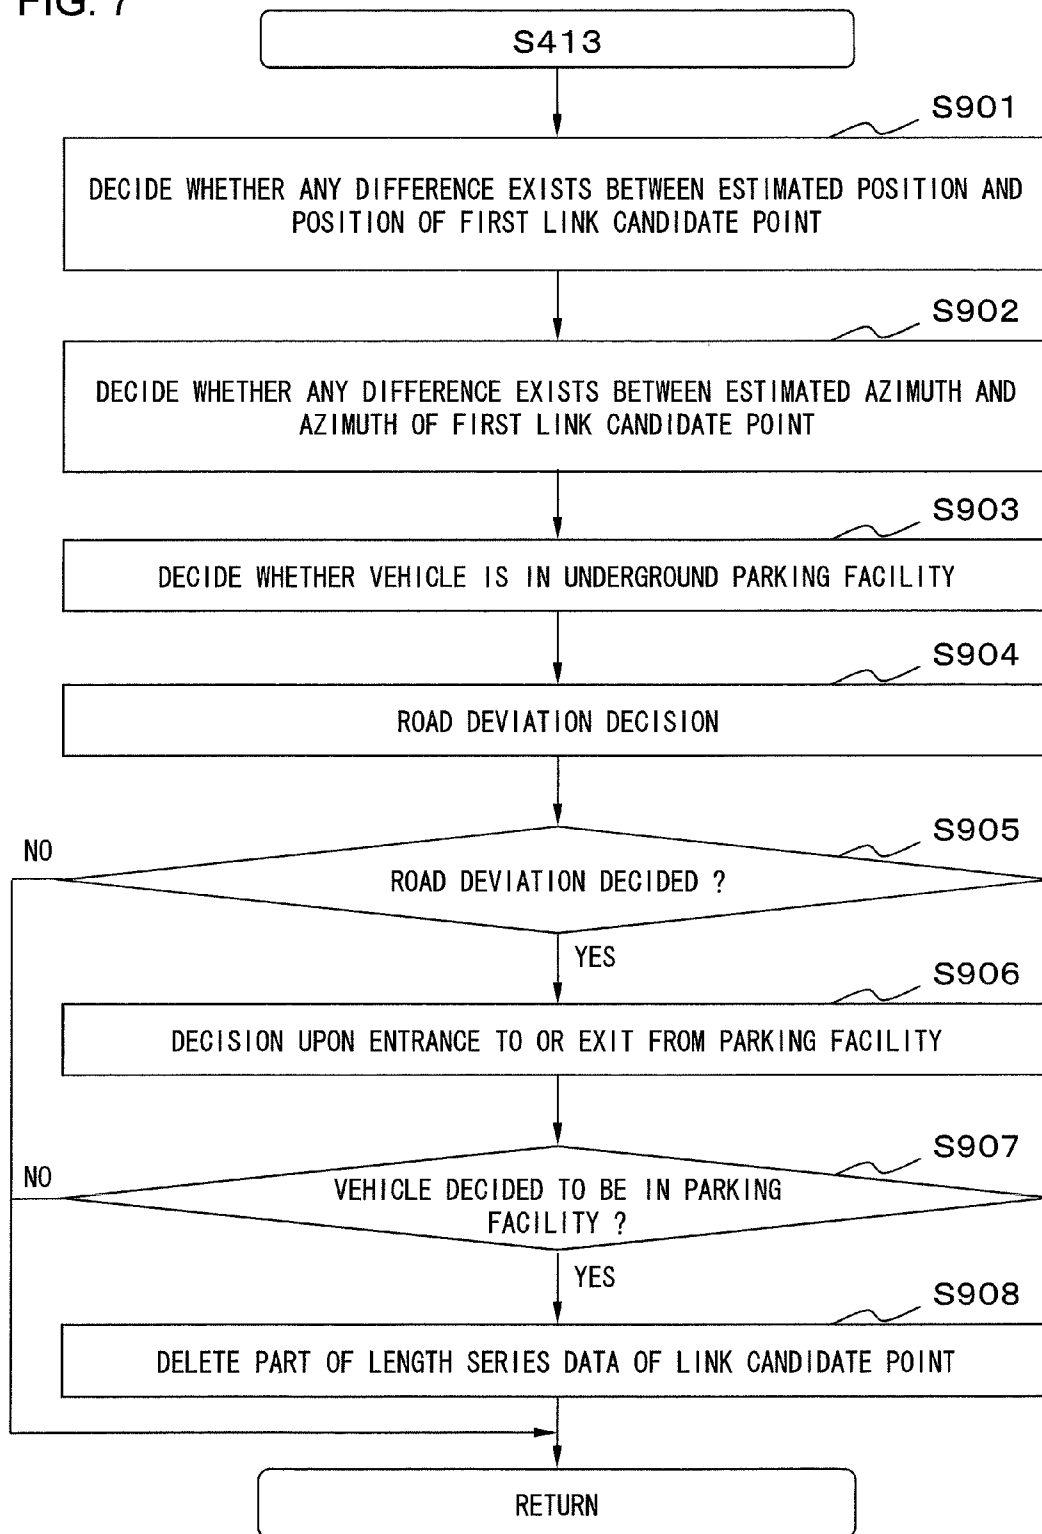 FIG. 7
S413
S901
DECIDE WHETHER ANY DIFFERENCE EXISTS BETWEEN ESTIMATED POSITION AND
POSITION OF FIRST LINK CANDIDATE POINT
S902
DECIDE WHETHER ANY DIFFERENCE EXISTS BETWEEN ESTIMATED AZIMUTH AND
AZIMUTH OF FIRST LINK CANDIDATE POINT
S903
DECIDE WHETHER VEHICLE IS IN UNDERGROUND PARKING FACILITY
S904
ROAD DEVIATION DECISION
S905
NO
ROAD DEVIATION DECIDED ?
YES
S906
DECISION UPON ENTRANCE TO OR EXIT FROM PARKING FACILITY
S907
NO
VEHICLE DECIDED TO BE IN PARKING
FACILITY ?
YES
S908
DELETE PART OF LENGTH SERIES DATA OF LINK CANDIDATE POINT
RETURN